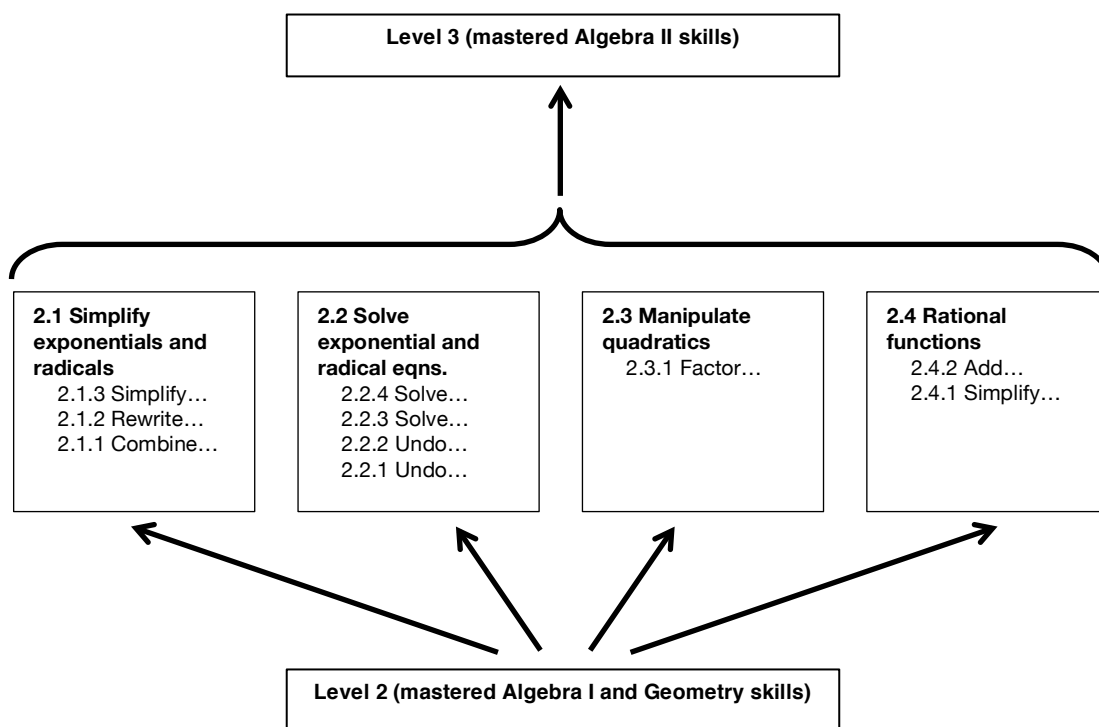 Level 3 (mastered Algebra II skills)
2.1 Simplify
exponentials and
radicals
2.1.3 Simplify…
2.1.2 Rewrite…
2.1.1 Combine…
2.2 Solve
exponential and
radical eqns.
2.2.4 Solve…
2.2.3 Solve…
2.2.2 Undo…
2.2.1 Undo…
2.3 Manipulate
quadratics
2.3.1 Factor…
2.4 Rational
functions
2.4.2 Add…
2.4.1 Simplify…
Level 2 (mastered Algebra I and Geometry skills)